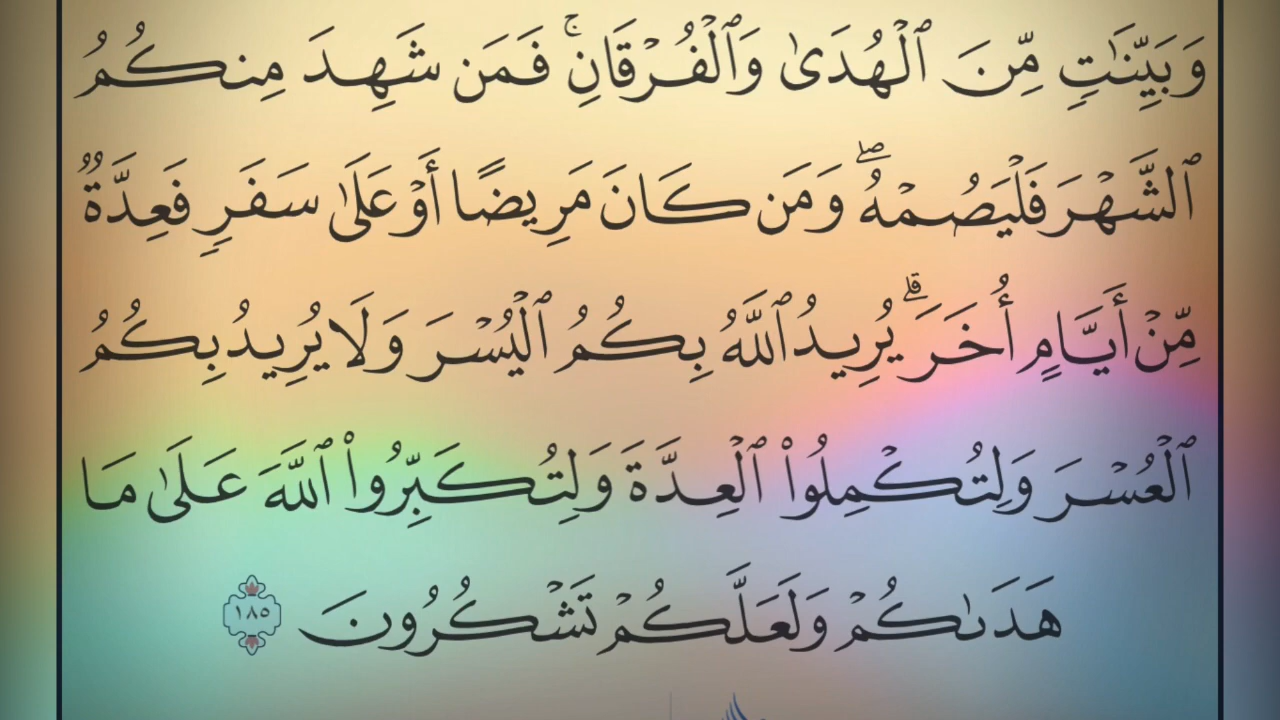 وَبَيِّنَٰتٖ مِّنَ ٱلۡهُدَىٰ وَٱلۡفُرۡقَانِۚ فَمَن شَهِدَ مِنكُمُ
ٱلشَّهۡرَ فَلۡيَصُمۡهُۖ وَمَن كَانَ مَرِيضًا أَوۡ عَلَىٰ سَفَرٖ فَعِدَّةٞ
مِّنۡ أَيَّامٍ أُخَرَۗ يُرِيدُ ٱللَّهُ بِكُمُ ٱلۡيُسۡرَ وَلَا يُرِيدُ بِكُمُ
ٱلۡعُسۡرَ وَلِتُكۡمِلُواْ ٱلۡعِدَّةَ وَلِتُكَبِّرُواْ ٱللَّهَ عَلَىٰ مَا
هَدَىٰكُمۡ وَلَعَلَّكُمۡ تَشۡكُرُونَ ١٨٥